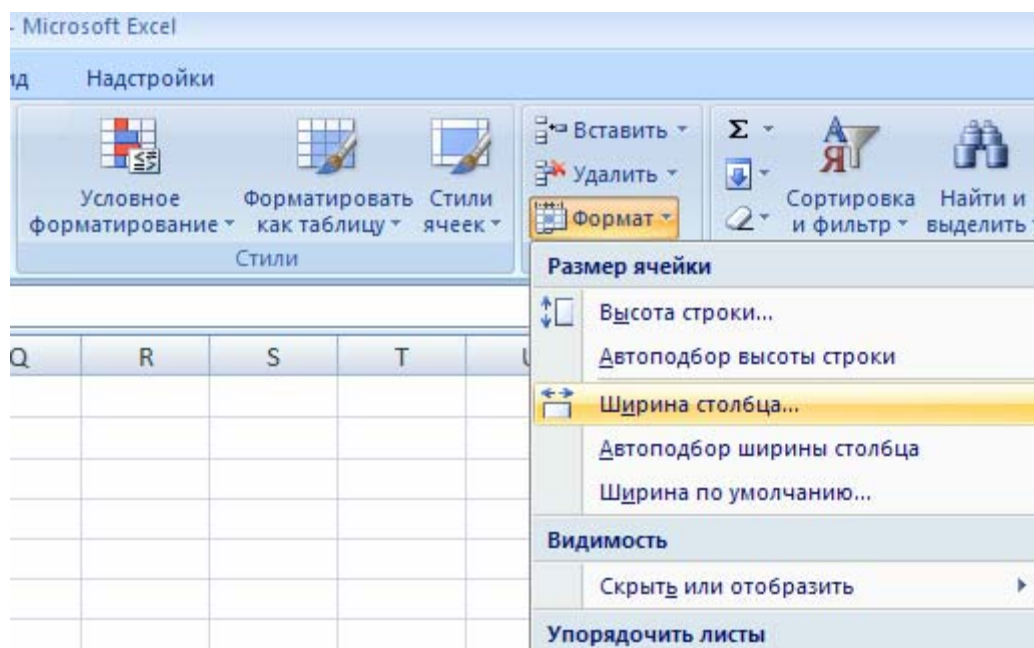 - Microsoft Excel
ид Надстройки
Условное форматирование
Форматировать как таблицу
Стили ячеек
Стили
Вставить
Удалить
Формат
Σ
А
Я
Сортировка и фильтр
Найти и выделить
Размер ячейки
Высота строки...
Автоподбор высоты строки
Ширина столбца...
Автоподбор ширины столбца
Ширина по умолчанию...
Видимость
Скрыть или отобразить
Упорядочить листы
Q R S T U